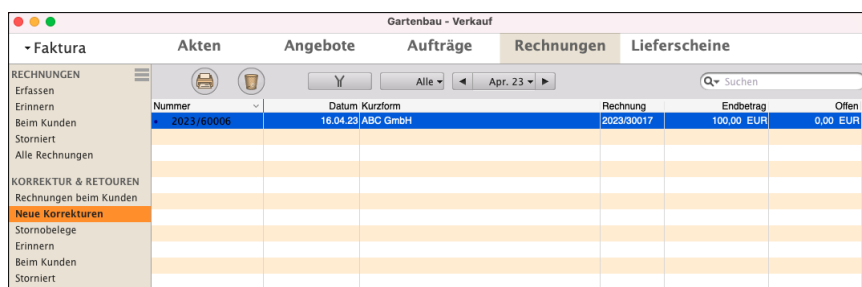 Gartenbau - Verkauf
Faktura Akten Angebote Aufträge Rechnungen Lieferscheine
RECHNUNGEN
Alle Apr. 23 Suchen
Erfassen
Erinnern
Nummer Datum Kurzform Rechnung Endbetrag Offen
Beim Kunden
2023/60006 16.04.23 ABC GmbH 2023/30017 100,00 EUR 0,00 EUR
Storniert
Alle Rechnungen
KORREKTUR & RETOUREN
Rechnungen beim Kunden
Neue Korrekturen
Stornobelege
Erinnern
Beim Kunden
Storniert